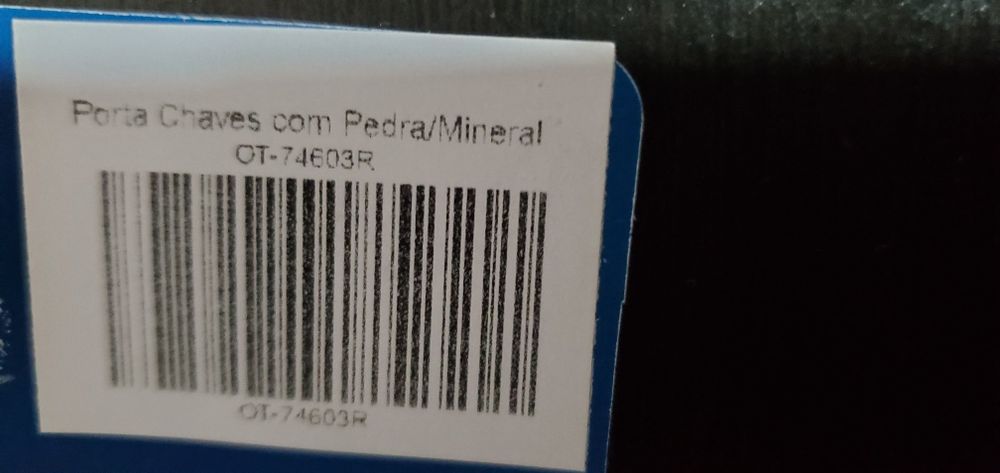 Porta Chaves com Pedra/Mineral
OT-74603R
OT-74603R